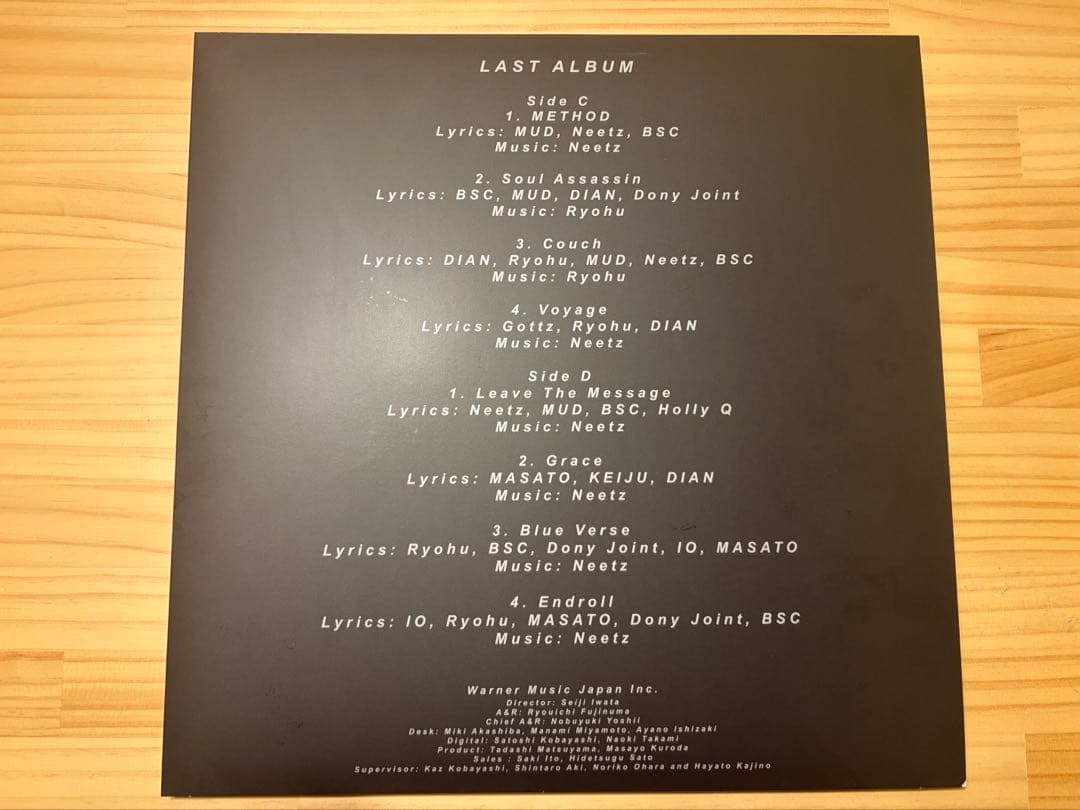 LAST ALBUM
Side C
1. METHOD
Lyrics: MUD, Neetz, BSC
Music: Neetz
2. Soul Assassin
Lyrics: BSC, MUD, DIAN, Dony Joint
Music: Ryohu
3. Couch
Lyrics: DIAN, Ryohu, MUD, Neetz, BSC
Music: Ryohu
4. Voyage
Lyrics: Gottz, Ryohu, DIAN
Music: Neetz
Side D
1. Leave The Message
Lyrics: Neetz, MUD, BSC, Holly Q
Music: Neetz
2. Grace
Lyrics: MASATO, KEIJU, DIAN
Music: Neetz
3. Blue Verse
Lyrics: Ryohu, BSC, Dony Joint, IO, MASATO
Music: Neetz
4. Endroll
Lyrics: IO, Ryohu, MASATO, Dony Joint, BSC
Music: Neetz
Warner Music Japan Inc.
Director: Seiji Iwata
A&R: Ryouichi Fujinuma
Chief A&R: Nobuyuki Yoshii
Desk: Miki Akashiba, Manami Miyamoto, Ayano Ishizaki
Digital: Satoshi Kobayashi, Naoki Takami
Product: Tadashi Matsuyama, Masayo Kuroda
Sales : Saki Ito, Hidetsugu Sato
Supervisor: Kaz Kobayashi, Shintaro Aki, Noriko Ohara and Hayato Kajino